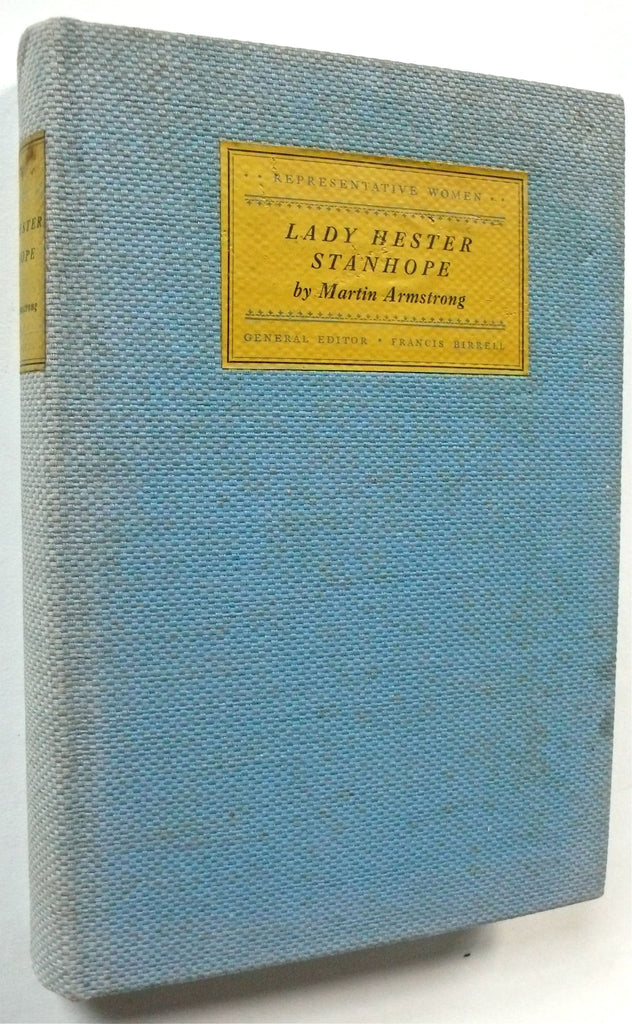 REPRESENTATIVE WOMEN
LADY HESTER
STANHOPE
by Martin Armstrong
GENERAL EDITOR • FRANCIS BIRRELL